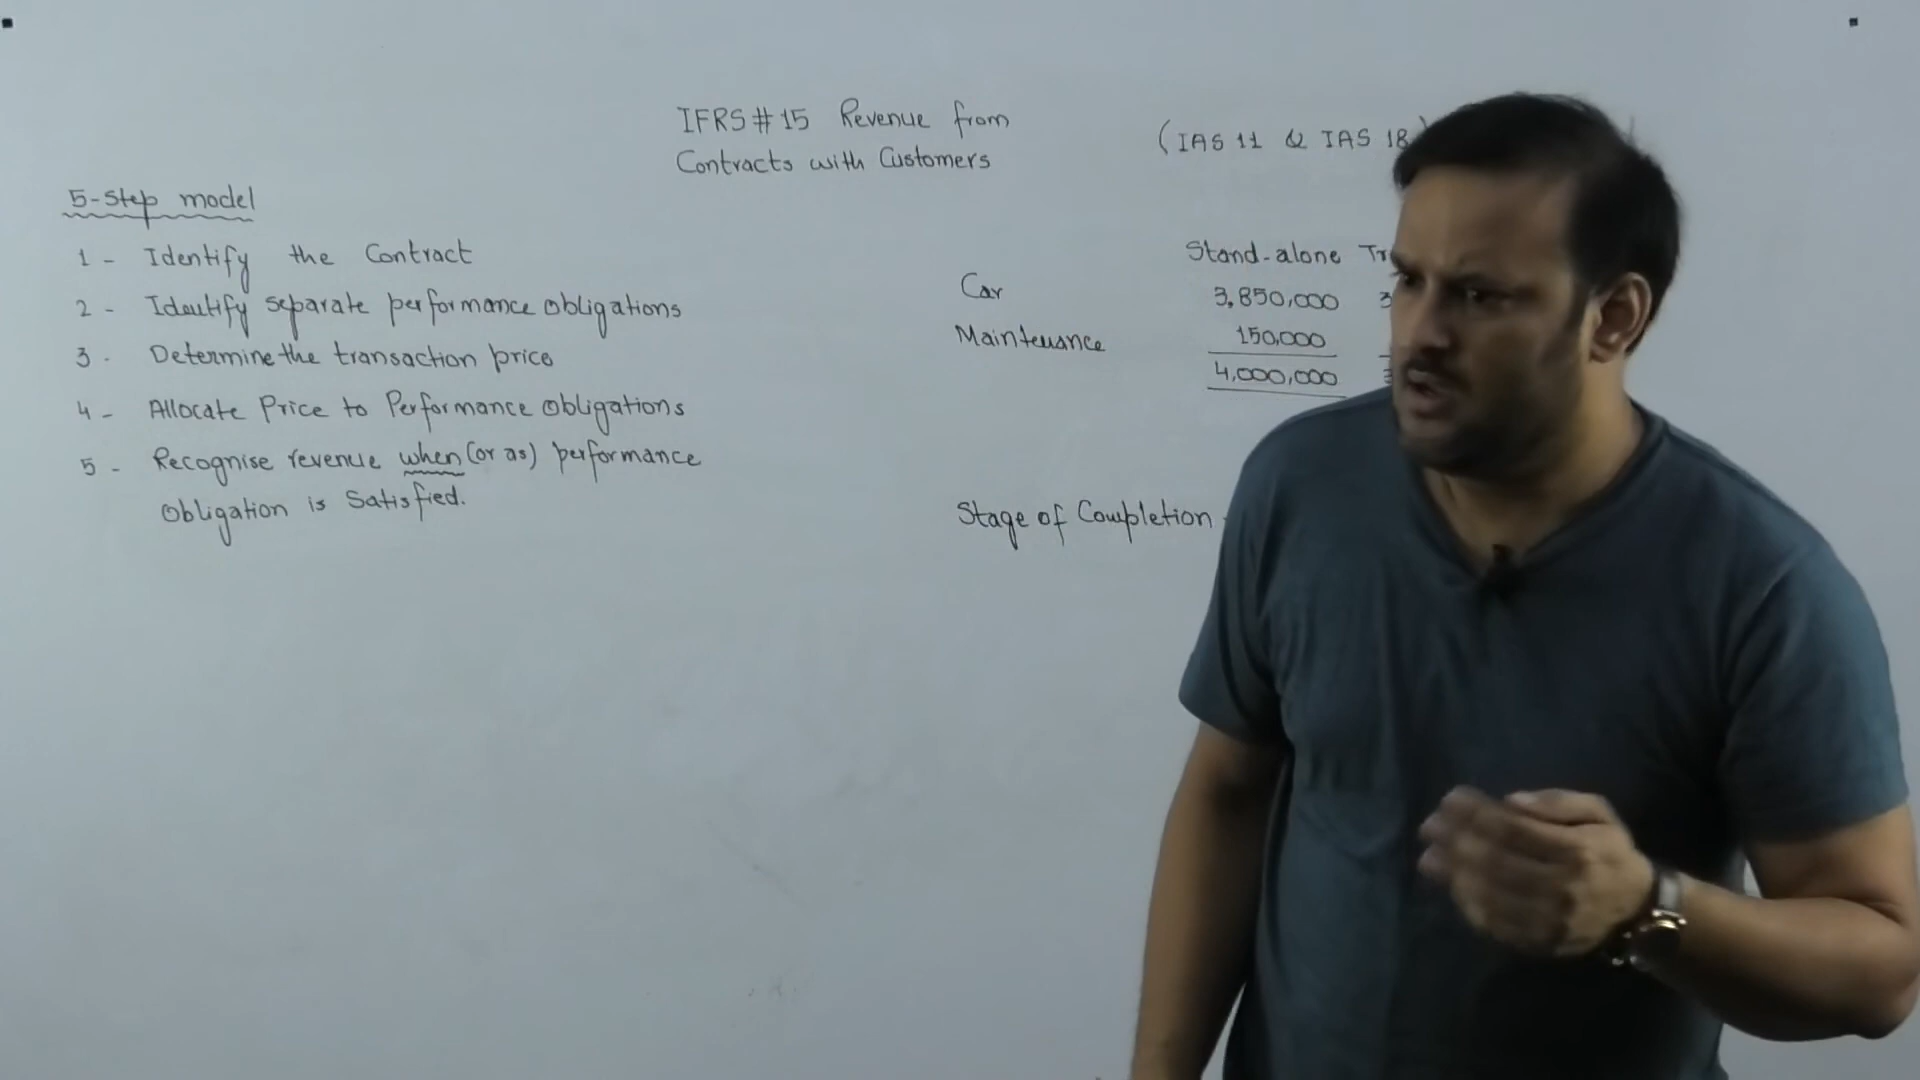 IFRS # 15 Revenue from
Contracts with Customers
(IAS 11 & IAS 18
5-Step model
1 - Identify the Contract
2 - Identify separate performance obligations
3 - Determine the transaction price
4 - Allocate Price to Performance Obligations
5 - Recognise revenue when (or as) performance
Obligation is Satisfied.
Stand-alone
Car 3,850,000 3
Maintenance 150,000
4,000,000
Stage of Completion